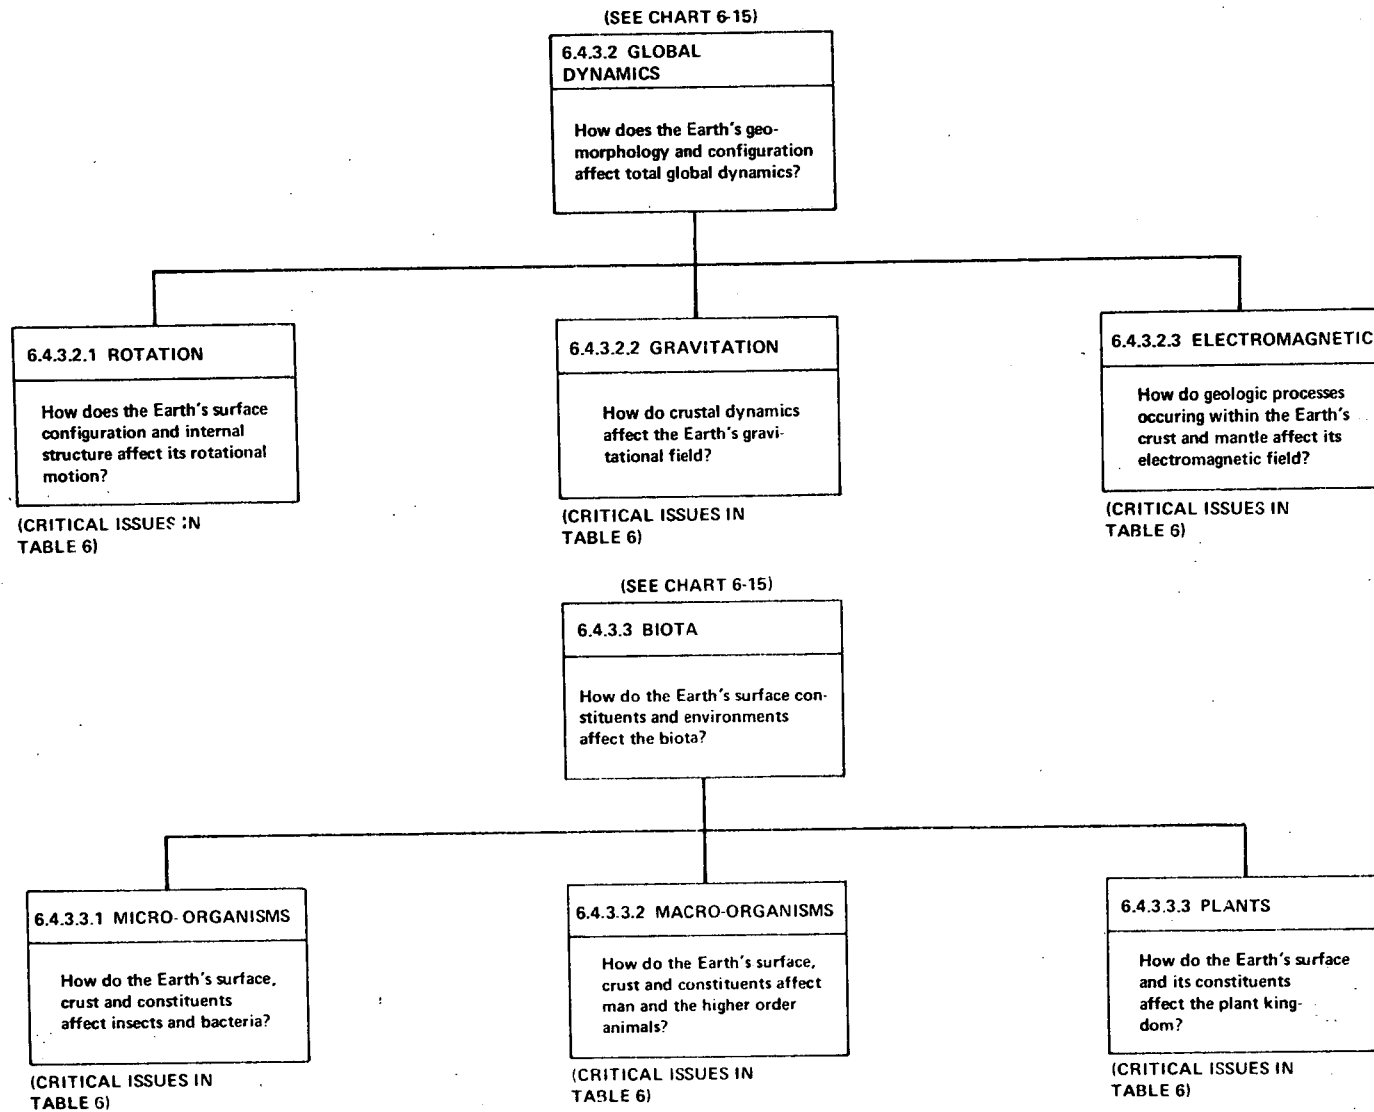 (SEE CHART 6-15)
6.4.3.2 GLOBAL
DYNAMICS
How does the Earth's geo-
morphology and configuration
affect total global dynamics?
6.4.3.2.1 ROTATION
How does the Earth's surface
configuration and internal
structure affect its rotational
motion?
(CRITICAL ISSUES IN
TABLE 6)
6.4.3.2.2 GRAVITATION
How do crustal dynamics
affect the Earth's gravi-
tational field?
(CRITICAL ISSUES IN
TABLE 6)
6.4.3.2.3 ELECTROMAGNETIC
How do geologic processes
occuring within the Earth's
crust and mantle affect its
electromagnetic field?
(CRITICAL ISSUES IN
TABLE 6)
(SEE CHART 6-15)
6.4.3.3 BIOTA
How do the Earth's surface con-
stituents and environments
affect the biota?
6.4.3.3.1 MICRO-ORGANISMS
How do the Earth's surface,
crust and constituents
affect insects and bacteria?
(CRITICAL ISSUES IN
TABLE 6)
6.4.3.3.2 MACRO-ORGANISMS
How do the Earth's surface,
crust and constituents affect
man and the higher order
animals?
(CRITICAL ISSUES IN
TABLE 6)
6.4.3.3.3 PLANTS
How do the Earth's surface
and its constituents
affect the plant king-
dom?
(CRITICAL ISSUES IN
TABLE 6)